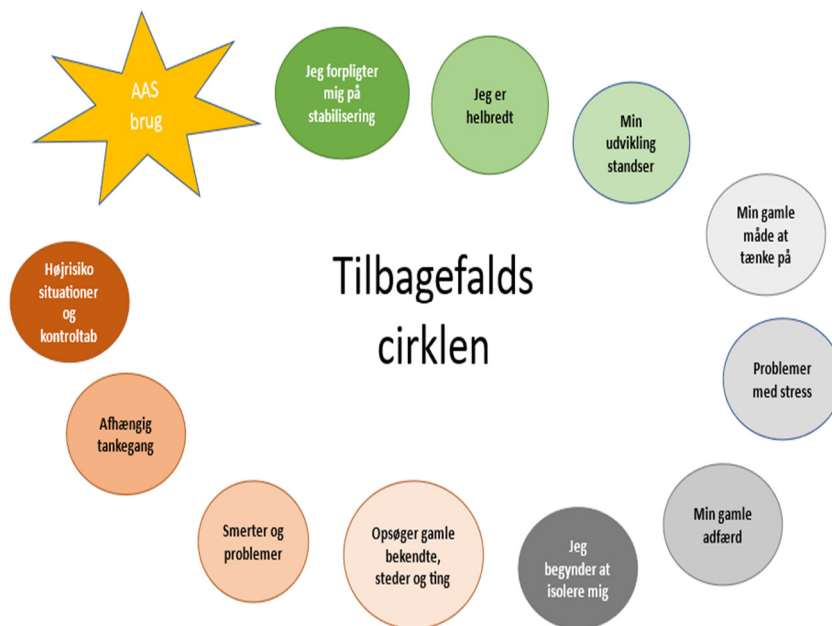 AAS
brug
Jeg forpligter
mig på
stabilisering
Jeg er
helbredt
Min
udvikling
standser
Min gamle
måde at
tænke på
Problemer
med stress
Min gamle
adfærd
Jeg
begynder at
isolere mig
Opsøger gamle
bekendte,
steder og ting
Smerter og
problemer
Afhængig
tankegang
Højrisiko
situationer
og
kontroltab
Tilbagefalds
cirklen